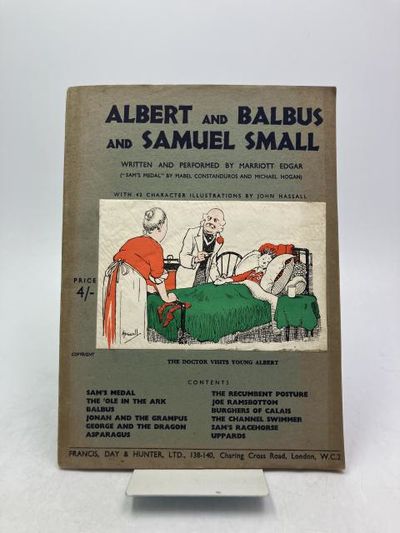 ALBERT AND BALBUS
AND SAMUEL SMALL
WRITTEN AND PERFORMED BY MARRIOTT EDGAR
("SAM'S MEDAL" BY MABEL CONSTANDUROS AND MICHAEL HOGAN)
WITH 42 CHARACTER ILLUSTRATIONS BY JOHN HASSALL
PRICE
4/-
Hassall
COPYRIGHT
THE DOCTOR VISITS YOUNG ALBERT
CONTENTS
SAM'S MEDAL
THE 'OLE IN THE ARK
BALBUS
JONAH AND THE GRAMPUS
GEORGE AND THE DRAGON
ASPARAGUS
THE RECUMBENT POSTURE
JOE RAMSBOTTOM
BURGHERS OF CALAIS
THE CHANNEL SWIMMER
SAM'S RACEHORSE
UPPARDS
FRANCIS, DAY & HUNTER, LTD., 138-140, Charing Cross Road, London, W.C.2